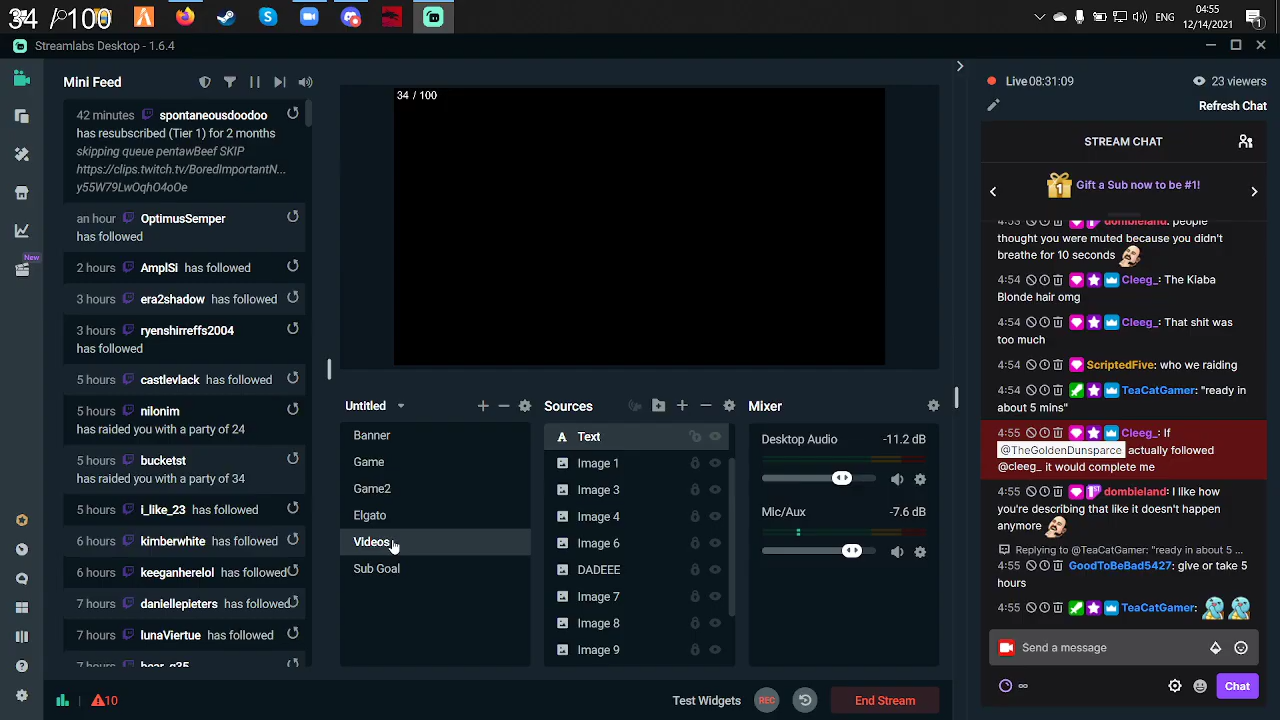 34 / 100
ENG
04:55
12/14/2021
1
Streamlabs Desktop - 1.6.4
New
Mini Feed
42 minutes spontaneousdoodoo
has resubscribed (Tier 1) for 2 months
skipping queue pentawBeef SKIP
https://clips.twitch.tv/BoredImportantN...
y55W79LwOqhO4oOe
an hour OptimusSemper
has followed
2 hours AmplSi has followed
3 hours era2shadow has followed
3 hours ryenshirreffs2004
has followed
5 hours castlevlack has followed
5 hours nilonim
has raided you with a party of 24
5 hours bucketst
has raided you with a party of 34
5 hours i_like_23 has followed
6 hours kimberwhite has followed
6 hours keeganherelol has followed
7 hours daniellepieters has followed
7 hours lunaViertue has followed
34 / 100
Untitled
Banner
Game
Game2
Elgato
Videos
Sub Goal
Sources
Text
Image 1
Image 3
Image 4
Image 6
DADEEE
Image 7
Image 8
Image 9
Mixer
Desktop Audio -11.2 dB
Mic/Aux -7.6 dB
10
Test Widgets
REC
End Stream
Live 08:31:09
23 viewers
Refresh Chat
STREAM CHAT
1 Gift a Sub now to be #1!
4:53 dombieland: people
thought you were muted because you didn't
breathe for 10 seconds
4:54 Cleeg_: The Klaba
Blonde hair omg
4:54 Cleeg_: That shit was
too much
4:54 ScriptedFive: who we raiding
4:54 TeaCatGamer: "ready in
about 5 mins"
4:55 Cleeg_: If
@TheGoldenDunsparce actually followed
@cleeg_ it would complete me
4:55 dombieland: I like how
you're describing that like it doesn't happen
anymore
Replying to @TeaCatGamer: "ready in about 5 ...
4:55 GoodToBeBad5427: give or take 5
hours
4:55 TeaCatGamer:
Send a message
Chat